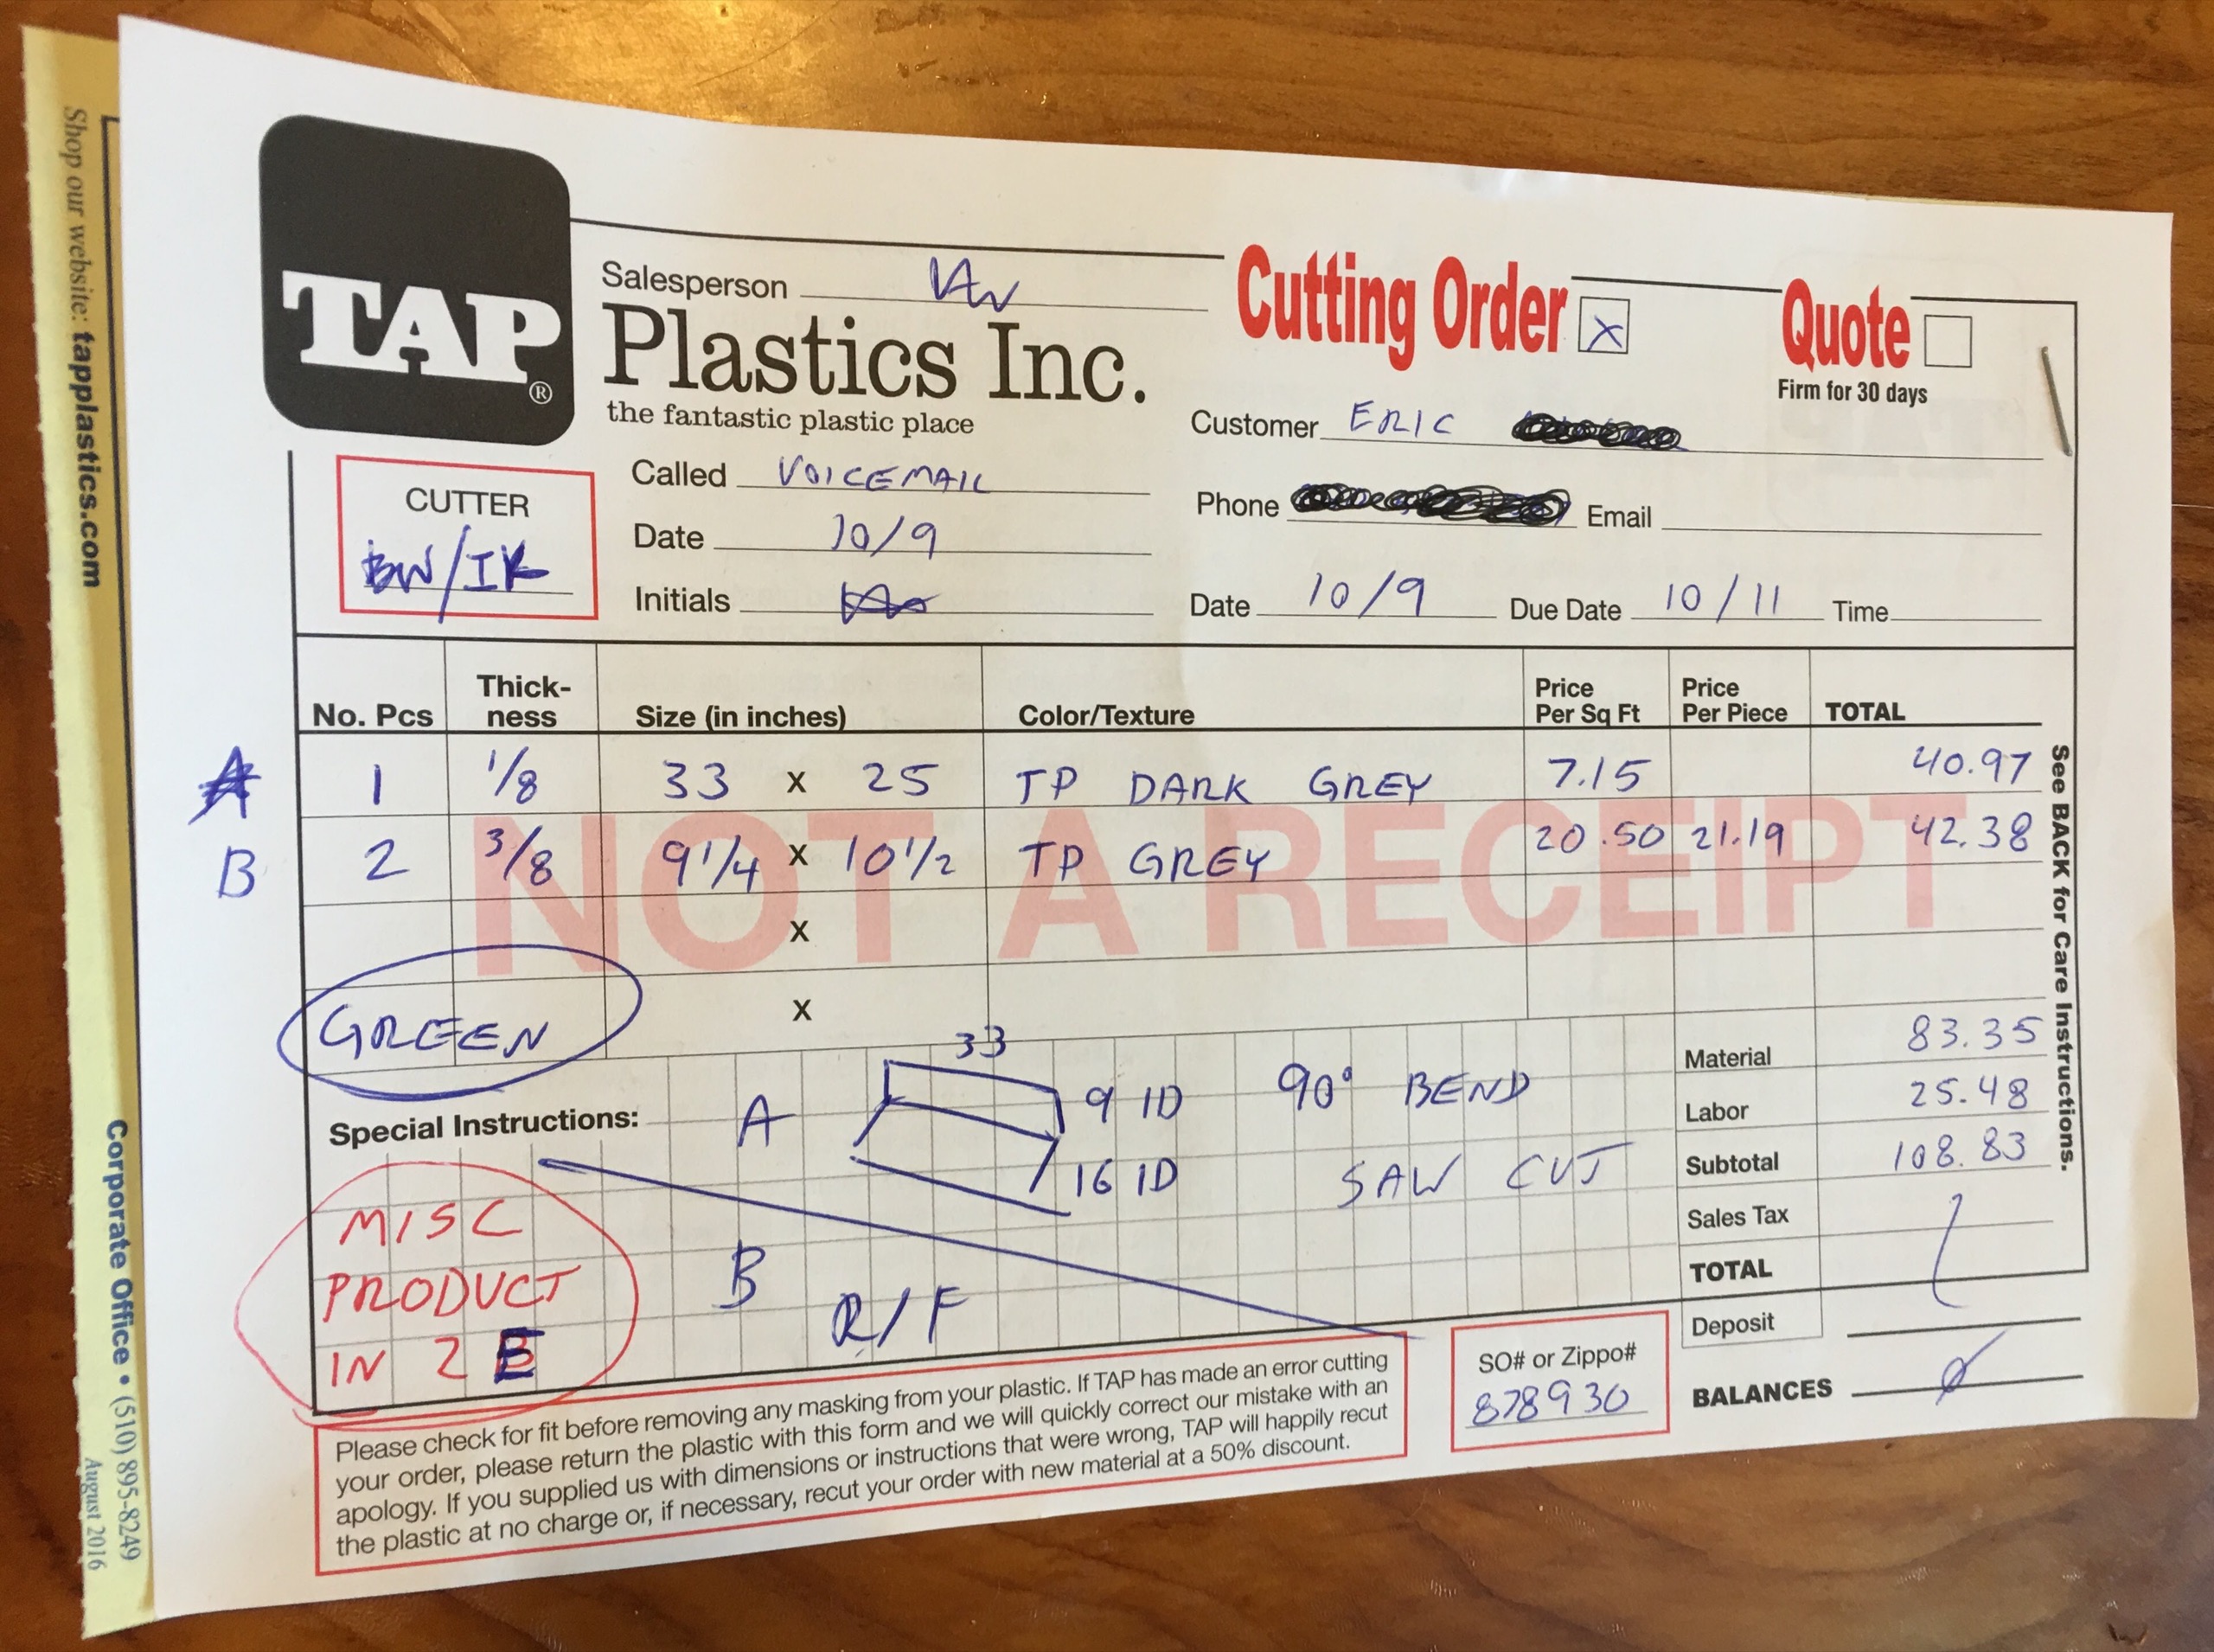 Shop our website: tapplastics.com
Corporate Office • (510) 895-8249
August 2016
TAP®
Salesperson
Plastics Inc.
the fantastic plastic place
Cutting Order X
Quote
Firm for 30 days
Customer ERIC
Called VOICEMAIL
Phone Email
CUTTER
BW/IK
Date 10/9
Initials
Date 10/9 Due Date 10/11 Time
No. Pcs Thick-ness Size (in inches) Color/Texture Price Per Sq Ft Price Per Piece TOTAL
A 1 1/8 33 x 25 TP DARK GREY 7.15 40.97
B 2 3/8 9 1/4 x 10 1/2 TP GREY 20.50 21.19 42.38
NOT A RECEIPT
x
x
GREEN
See BACK for Care Instructions.
Special Instructions:
A 33 9 ID 90° BEND
16 ID SAW CUT
B R/F
MISC
PRODUCT
IN 2E
Material 83.35
Labor 25.48
Subtotal 108.83
Sales Tax
TOTAL
Deposit
BALANCES
SO# or Zippo#
878930
Please check for fit before removing any masking from your plastic. If TAP has made an error cutting
your order, please return the plastic with this form and we will quickly correct our mistake with an
apology. If you supplied us with dimensions or instructions that were wrong, TAP will happily recut
the plastic at no charge or, if necessary, recut your order with new material at a 50% discount.